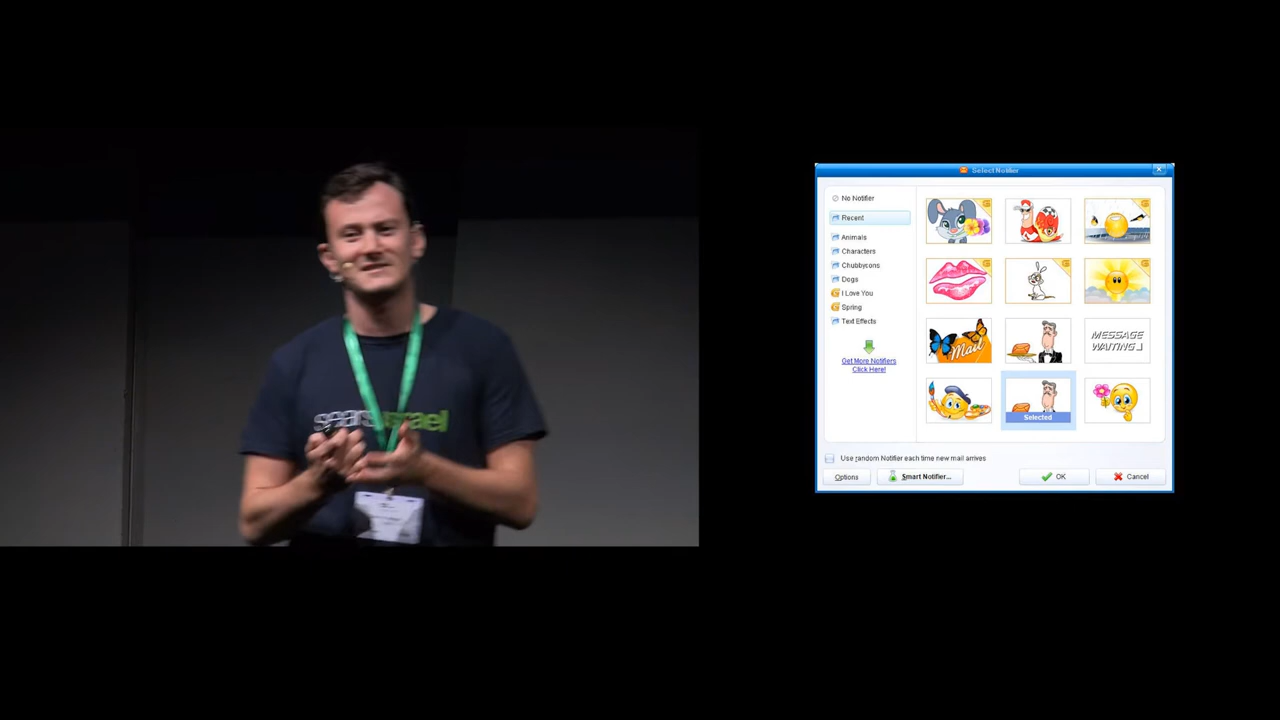 searsisrael
Select Notifier
No Notifier
Recent
Animals
Characters
Chubbycons
Dogs
I Love You
Spring
Text Effects
Get More Notifiers
Click Here!
Mail
MESSAGE
WAITING
Selected
Use random Notifier each time new mail arrives
Options
Smart Notifier...
OK
Cancel